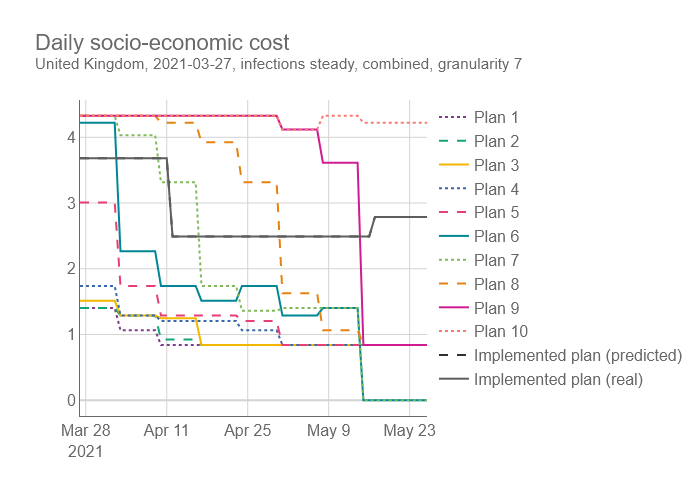 Daily socio-economic cost
United Kingdom, 2021-03-27, infections steady, combined, granularity 7
4
3
2
1
0
Mar 28
2021
Apr 11
Apr 25
May 9
May 23
Plan 1
Plan 2
Plan 3
Plan 4
Plan 5
Plan 6
Plan 7
Plan 8
Plan 9
Plan 10
Implemented plan (predicted)
Implemented plan (real)